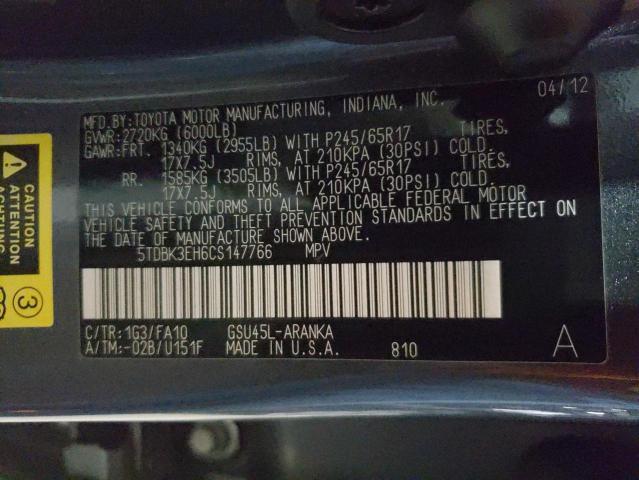 04/12
MFD.BY:TOYOTA MOTOR MANUFACTURING, INDIANA, INC.
GVWR:2720KG (6000LB)
GAWR:FRT. 1340KG (2955LB) WITH P245/65R17 TIRES,
17X7.5J RIMS, AT 210KPA (30PSI) COLD.
RR. 1585KG (3505LB) WITH P245/65R17 TIRES,
17X7.5J RIMS, AT 210KPA (30PSI) COLD.
THIS VEHICLE CONFORMS TO ALL APPLICABLE FEDERAL MOTOR
VEHICLE SAFETY AND THEFT PREVENTION STANDARDS IN EFFECT ON
THE DATE OF MANUFACTURE SHOWN ABOVE.
5TDBK3EH6CS147766 MPV
C/TR:1G3/FA10 GSU45L-ARANKA
A/TM:-02B/U151F MADE IN U.S.A. 810 A
CAUTION
ATTENTION
ACHTUNG
3